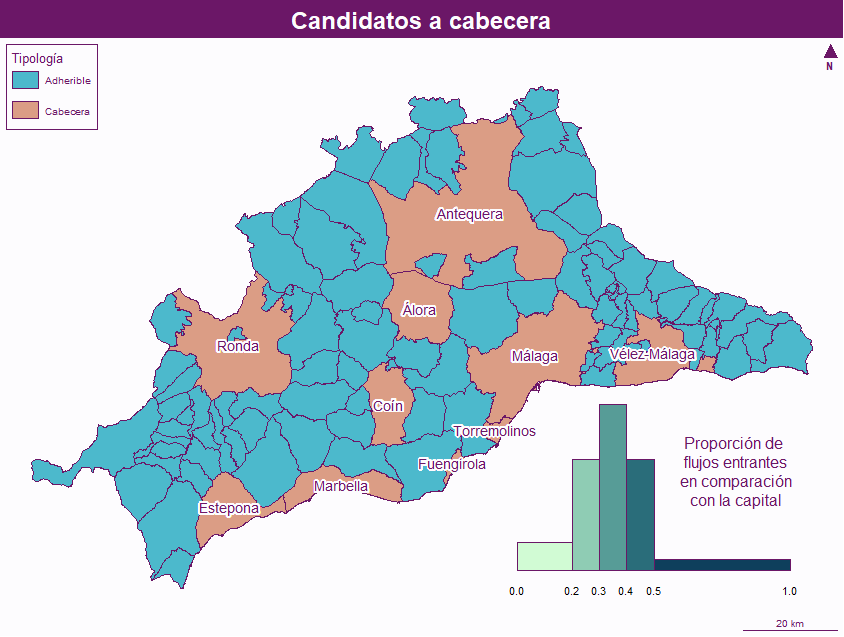 Candidatos a cabecera
Tipología
Adherible
Cabecera
N
Antequera
Álora
Ronda
Málaga
Vélez-Málaga
Coín
Torremolinos
Fuengirola
Marbella
Estepona
Proporción de
flujos entrantes
en comparación
con la capital
0.0 0.2 0.3 0.4 0.5 1.0
20 km